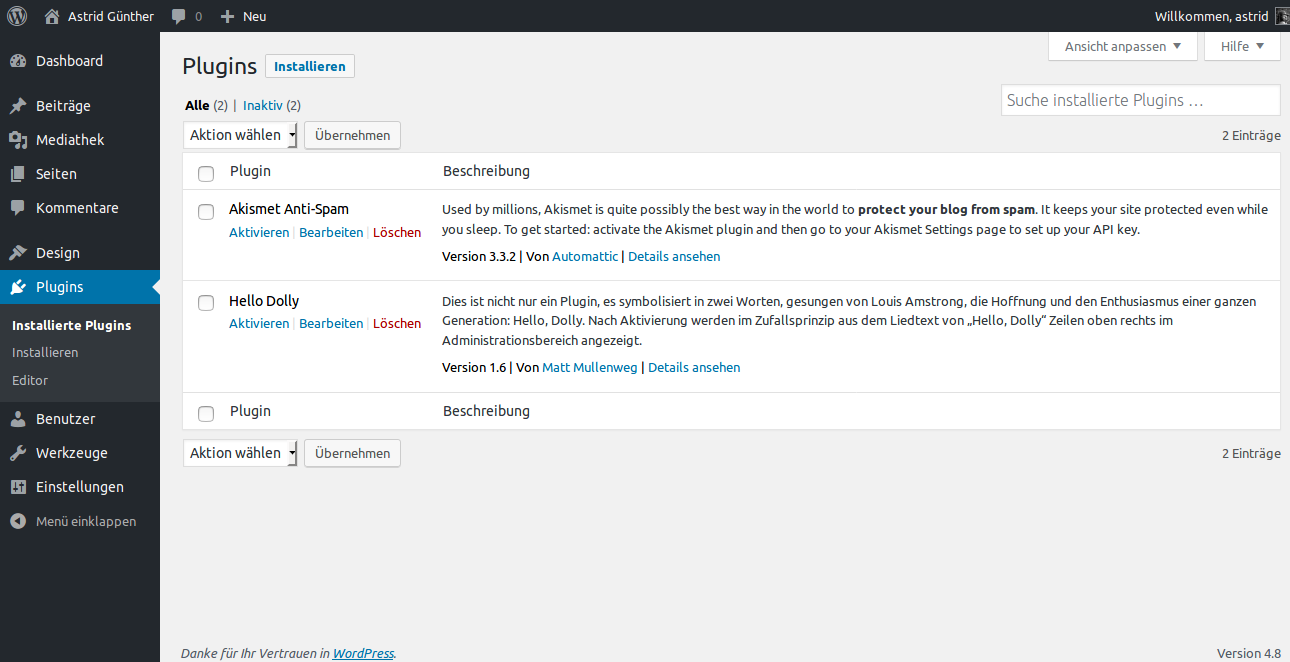 Astrid Günther 0 Neu Willkommen, astrid
Dashboard
Beiträge
Mediathek
Seiten
Kommentare
Design
Plugins
Installierte Plugins
Installieren
Editor
Benutzer
Werkzeuge
Einstellungen
Menü einklappen
Ansicht anpassen Hilfe
Plugins Installieren
Alle (2) | Inaktiv (2)
Suche installierte Plugins …
Aktion wählen Übernehmen 2 Einträge
Plugin Beschreibung
Akismet Anti-Spam
Aktivieren | Bearbeiten | Löschen
Used by millions, Akismet is quite possibly the best way in the world to protect your blog from spam. It keeps your site protected even while
you sleep. To get started: activate the Akismet plugin and then go to your Akismet Settings page to set up your API key.
Version 3.3.2 | Von Automattic | Details ansehen
Hello Dolly
Aktivieren | Bearbeiten | Löschen
Dies ist nicht nur ein Plugin, es symbolisiert in zwei Worten, gesungen von Louis Amstrong, die Hoffnung und den Enthusiasmus einer ganzen
Generation: Hello, Dolly. Nach Aktivierung werden im Zufallsprinzip aus dem Liedtext von „Hello, Dolly“ Zeilen oben rechts im
Administrationsbereich angezeigt.
Version 1.6 | Von Matt Mullenweg | Details ansehen
Plugin Beschreibung
Aktion wählen Übernehmen 2 Einträge
Danke für Ihr Vertrauen in WordPress. Version 4.8